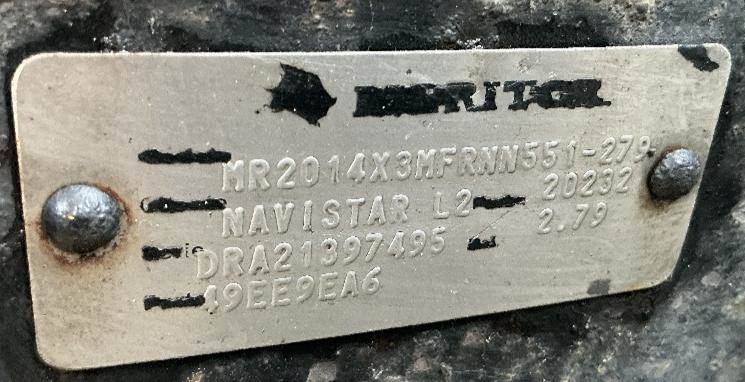 MERITOR
MR2014X3MFRNN551-279
NAVISTAR L2 20232
DRA21397495 2.79
49EE9EA6